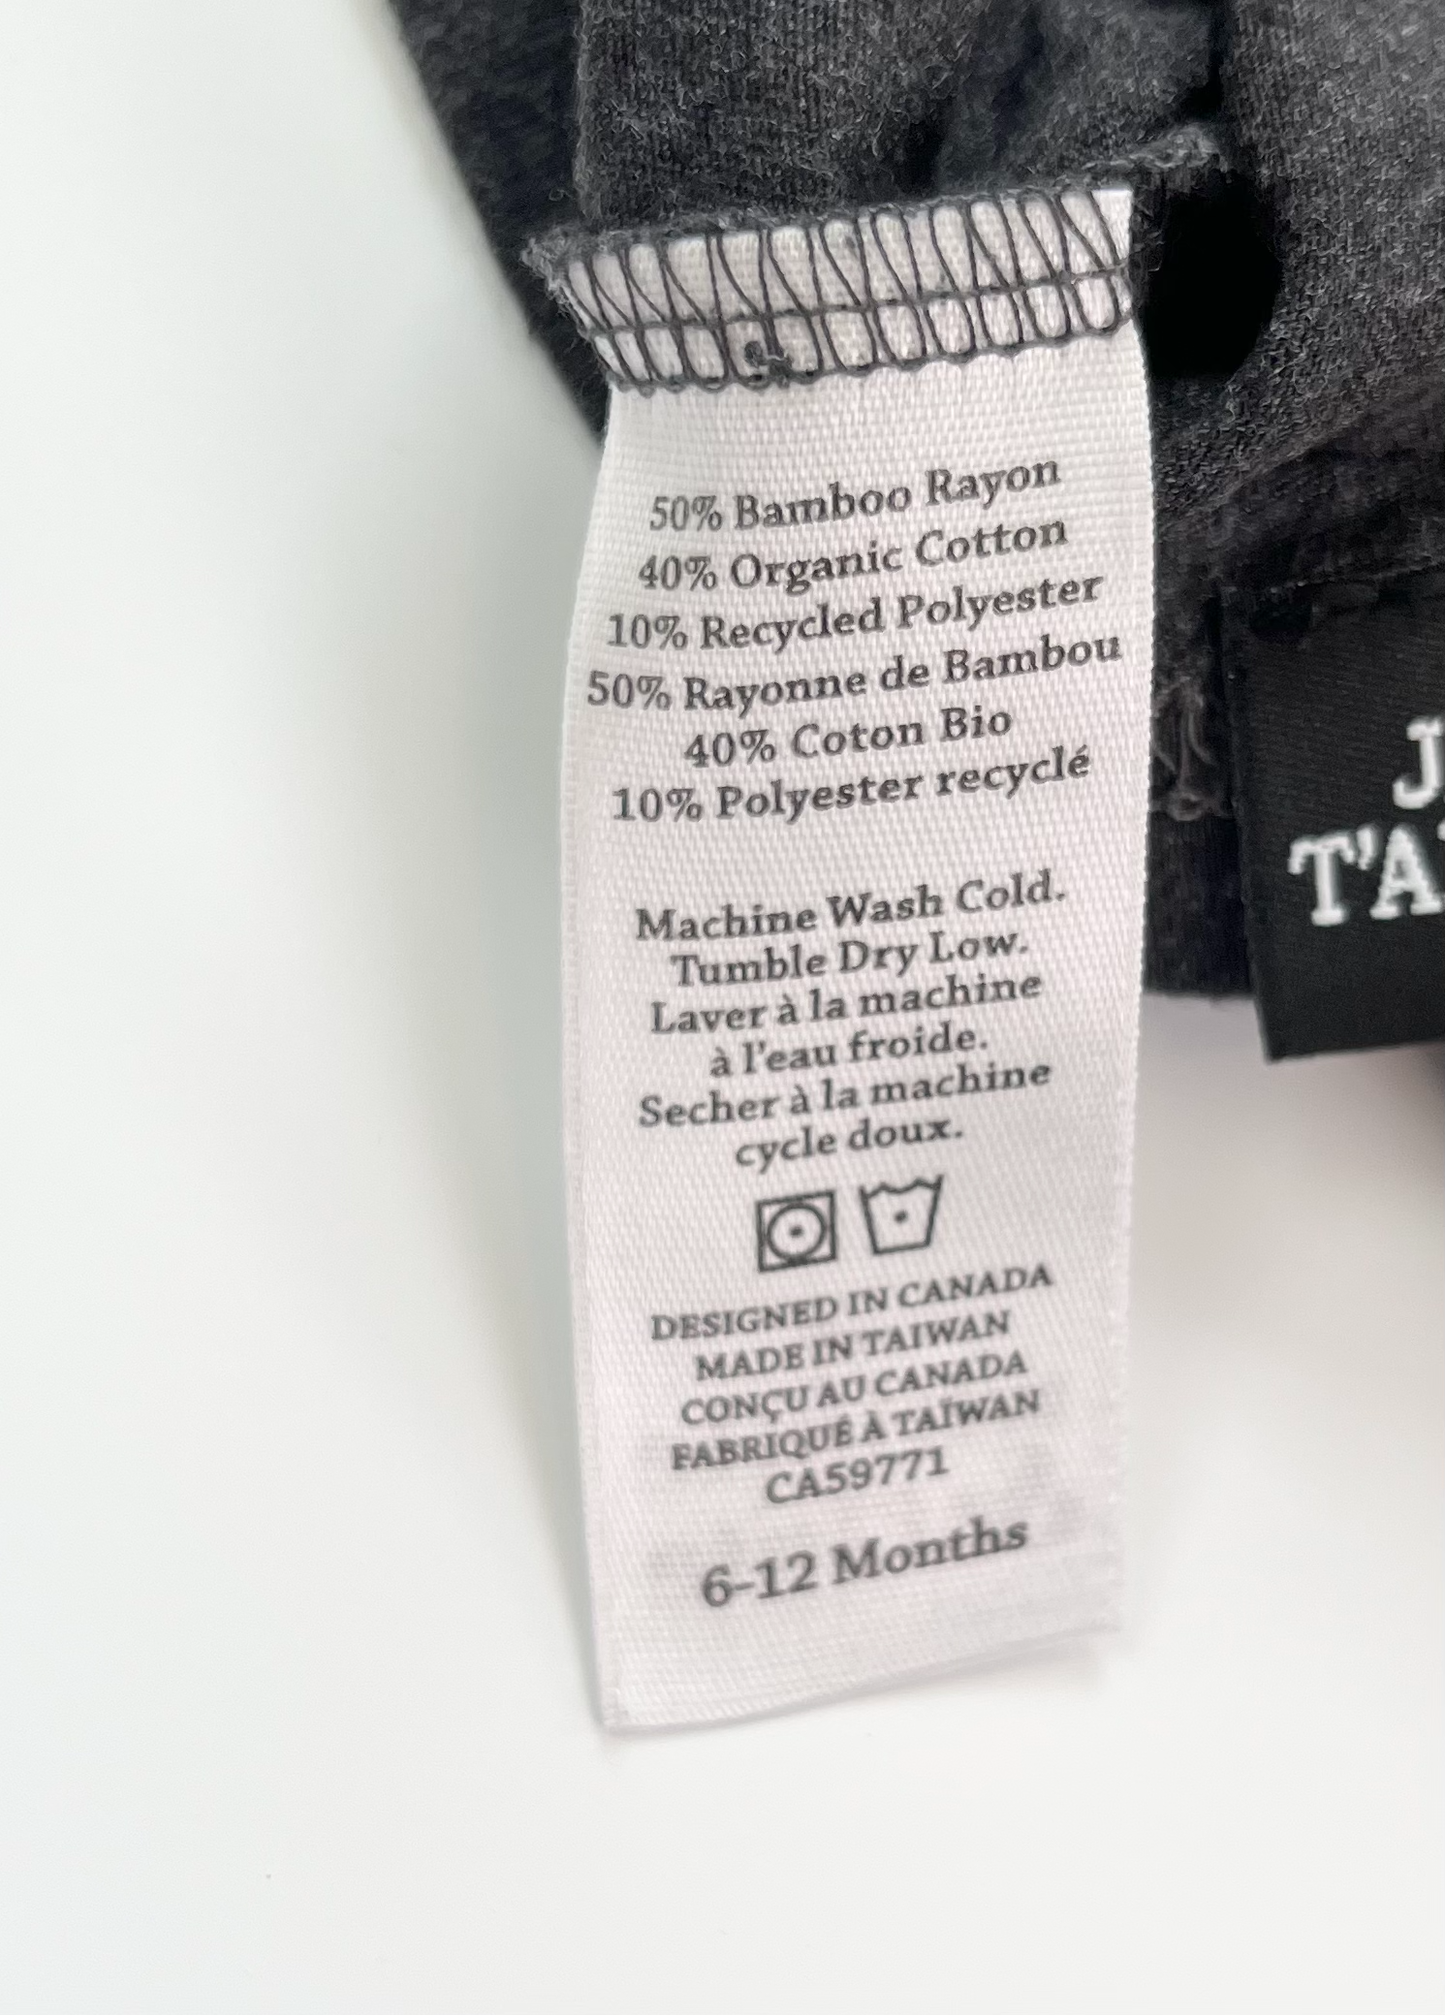 50% Bamboo Rayon
40% Organic Cotton
10% Recycled Polyester
50% Rayonne de Bambou
40% Coton Bio
10% Polyester recyclé
Machine Wash Cold.
Tumble Dry Low.
Laver à la machine
à l'eau froide.
Secher à la machine
cycle doux.
DESIGNED IN CANADA
MADE IN TAIWAN
CONÇU AU CANADA
FABRIQUÉ À TAÏWAN
CA59771
6-12 Months
J
T'A